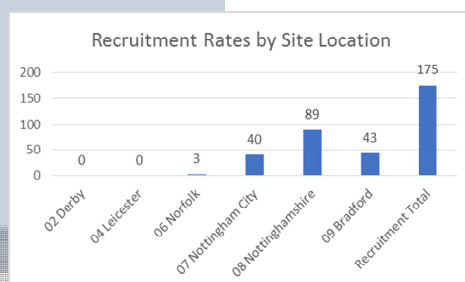 Recruitment Rates by Site Location
200
150
100
50
0
0
0
3
40
89
43
175
02 Derby
04 Leicester
06 Norfolk
07 Nottingham City
08 Nottinghamshire
09 Bradford
Recruitment Total